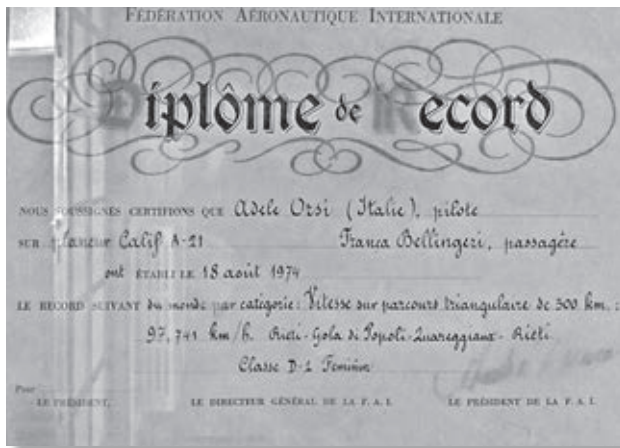 FÉDÉRATION AÉRONAUTIQUE INTERNATIONALE
Diplôme de Record
NOUS SOUSSIGNÉS CERTIFIONS QUE Adele Orsi (Italie), pilote
SUR planeur Calif A-21 Franca Bellingeri, passagère
ont ÉTABLI LE 18 août 1974
LE RECORD SUIVANT du monde par catégorie: Vitesse sur parcours triangulaire de 300 km. :
97,741 km/h. Rieti-Gola di Popoli- - Rieti
Classe D-2 Feminin
Pour
LE PRÉSIDENT, LE DIRECTEUR GÉNÉRAL DE LA F.A.I. LE PRÉSIDENT DE LA F.A.I.